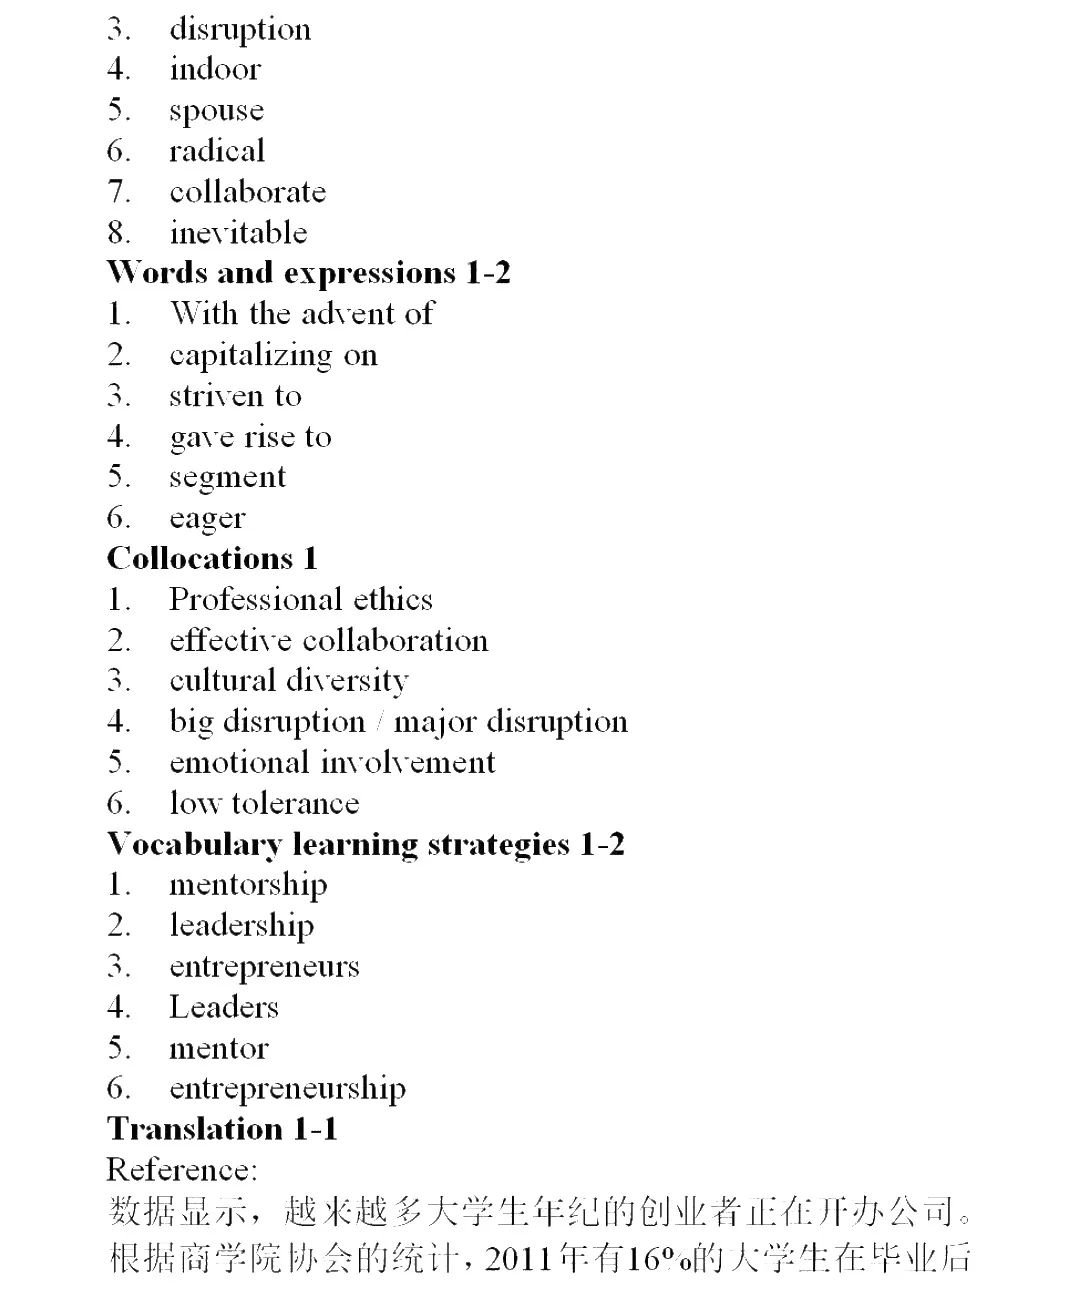 3. disruption
4. indoor
5. spouse
6. radical
7. collaborate
8. inevitable
Words and expressions 1-2
1. With the advent of
2. capitalizing on
3. striven to
4. gave rise to
5. segment
6. eager
Collocations 1
1. Professional ethics
2. effective collaboration
3. cultural diversity
4. big disruption / major disruption
5. emotional involvement
6. low tolerance
Vocabulary learning strategies 1-2
1. mentorship
2. leadership
3. entrepreneurs
4. Leaders
5. mentor
6. entrepreneurship
Translation 1-1
Reference:
数据显示，越来越多大学生年纪的创业者正在开办公司。
根据商学院协会的统计，2011年有16%的大学生在毕业后